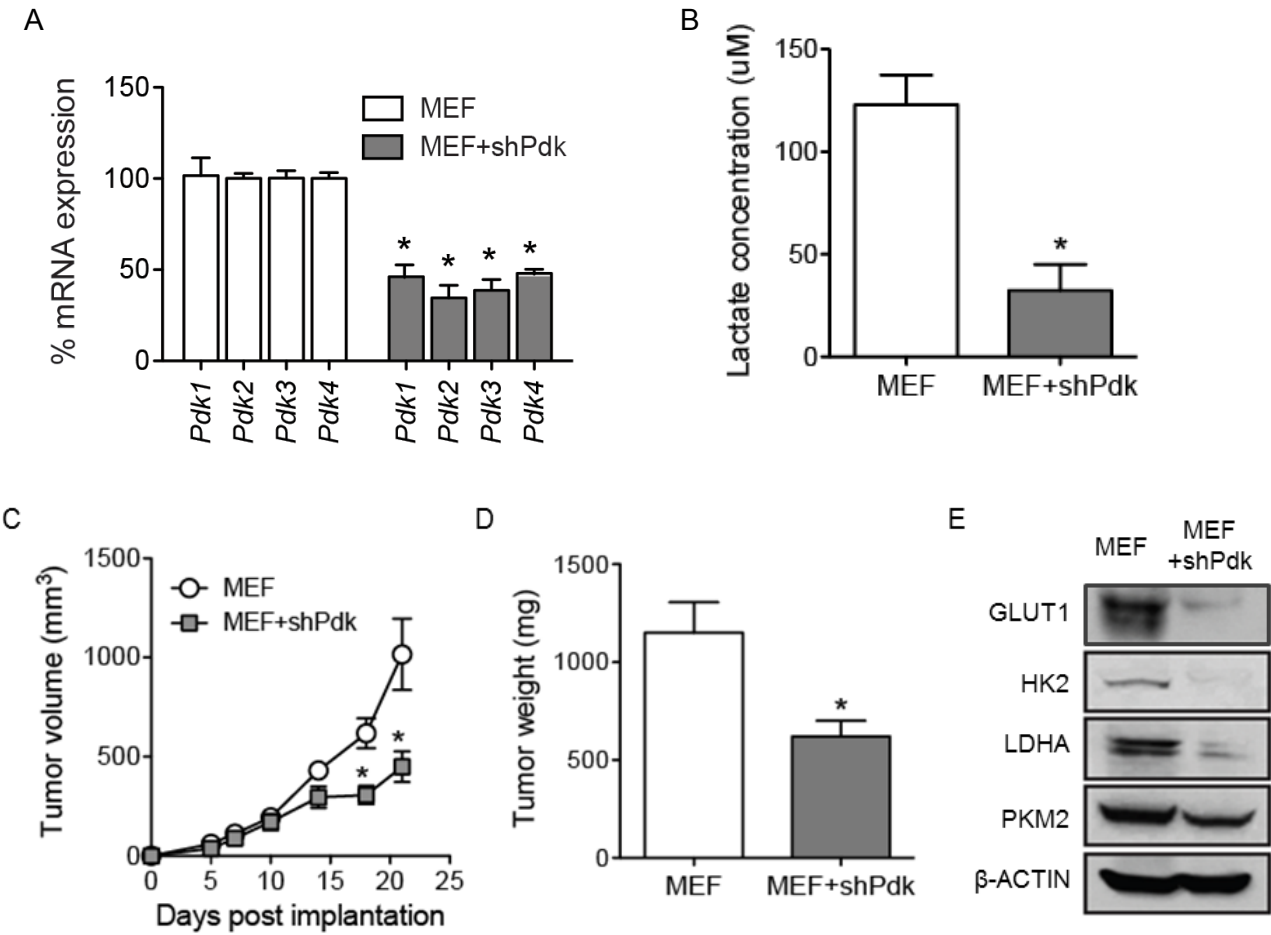 A
150
100
50
0
% mRNA expression
MEF
MEF+shPdk
*
*
*
*
Pdk1
Pdk2
Pdk3
Pdk4
Pdk1
Pdk2
Pdk3
Pdk4
B
150
100
50
0
Lactate concentration (uM)
*
MEF
MEF+shPdk
C
1500
1000
500
0
Tumor volume (mm³)
MEF
MEF+shPdk
*
*
0 5 10 15 20 25
Days post implantation
D
1500
1000
500
0
Tumor weight (mg)
*
MEF
MEF+shPdk
E
MEF
MEF
+shPdk
GLUT1
HK2
LDHA
PKM2
β-ACTIN